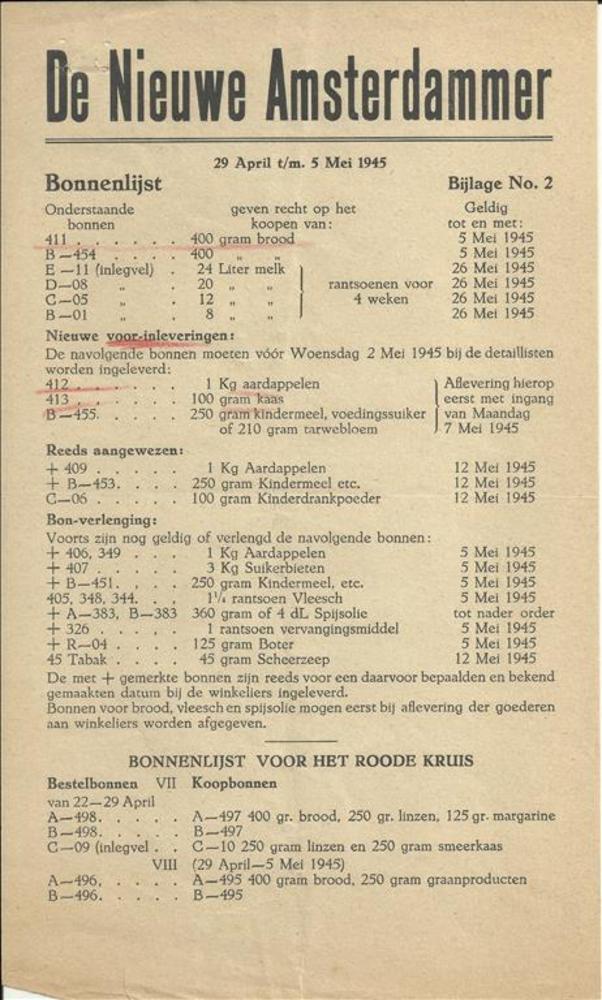 De Nieuwe Amsterdammer
29 April t/m. 5 Mei 1945
Bonnenlijst Bijlage No. 2
Onderstaande geven recht op het Geldig
bonnen koopen van: tot en met:
411 . . . . . . 400 gram brood 5 Mei 1945
B—454 . . . . . 400 „ „ 5 Mei 1945
E —11 (inlegvel) . 24 Liter melk 26 Mei 1945
D—08 „ . 20 „ „ rantsoenen voor 26 Mei 1945
C—05 „ . 12 „ „ 4 weken 26 Mei 1945
B—01 „ . 8 „ „ 26 Mei 1945
Nieuwe voor-inleveringen:
De navolgende bonnen moeten vóór Woensdag 2 Mei 1945 bij de detaillisten
worden ingeleverd:
412 . . . . . . 1 Kg aardappelen Aflevering hierop
413 . . . . . . 100 gram kaas eerst met ingang
B—455. . . . . 250 gram kindermeel, voedingssuiker van Maandag
of 210 gram tarwebloem 7 Mei 1945
Reeds aangewezen:
+ 409 . . . . . 1 Kg Aardappelen 12 Mei 1945
+ B—453. . . . 250 gram Kindermeel etc. 12 Mei 1945
C—06 . . . . . 100 gram Kinderdrankpoeder 12 Mei 1945
Bon-verlenging:
Voorts zijn nog geldig of verlengd de navolgende bonnen:
+ 406, 349 . . . 1 Kg Aardappelen 5 Mei 1945
+ 407 . . . . . 3 Kg Suikerbieten 5 Mei 1945
+ B—451. . . . 250 gram Kindermeel, etc. 5 Mei 1945
405, 348, 344. . . 1¼ rantsoen Vleesch 5 Mei 1945
+ A—383, B—383 360 gram of 4 dL Spijsolie tot nader order
+ 326 . . . . . 1 rantsoen vervangingsmiddel 5 Mei 1945
+ R—04 . . . . 125 gram Boter 5 Mei 1945
45 Tabak . . . . 45 gram Scheerzeep 12 Mei 1945
De met + gemerkte bonnen zijn reeds voor een daarvoor bepaalden en bekend
gemaakten datum bij de winkeliers ingeleverd.
Bonnen voor brood, vleesch en spijsolie mogen eerst bij aflevering der goederen
aan winkeliers worden afgegeven.
BONNENLIJST VOOR HET ROODE KRUIS
Bestelbonnen VII Koopbonnen
van 22—29 April
A—498. . . . . A—497 400 gr. brood, 250 gr. linzen, 125 gr. margarine
B—498. . . . . B—497
C—09 (inlegvel . . C—10 250 gram linzen en 250 gram smeerkaas
VIII (29 April—5 Mei 1945)
A—496, . . . . A—495 400 gram brood, 250 gram graanproducten
B—496. . . . . B—495